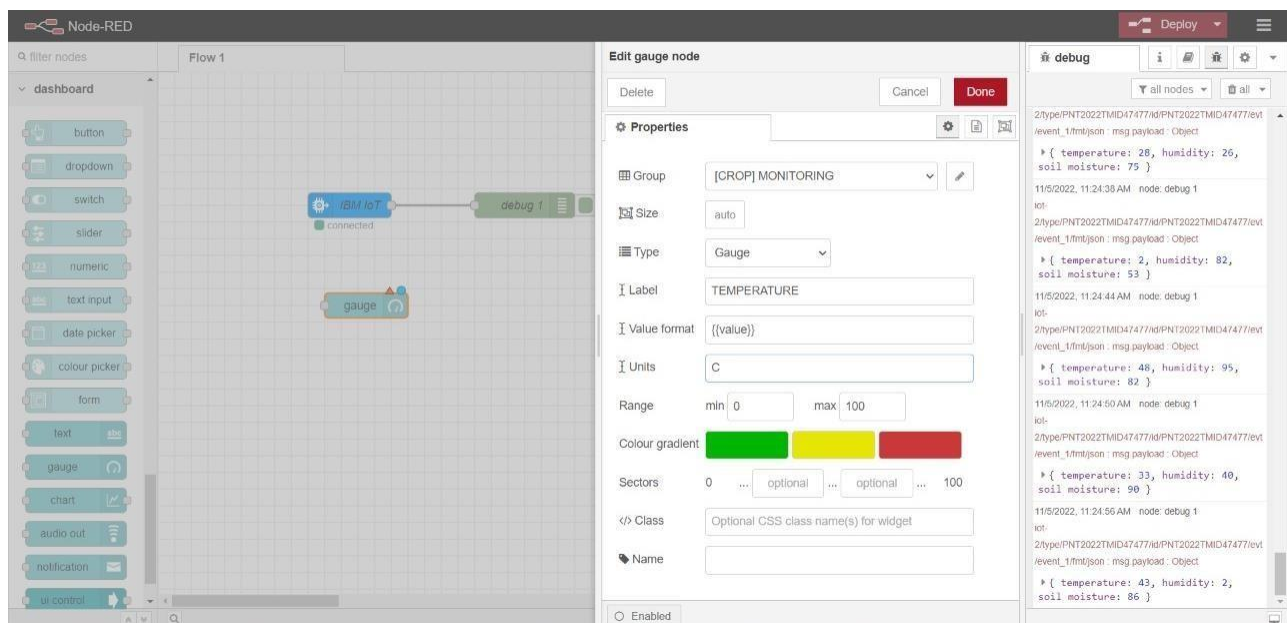 Node-RED
Deploy
filter nodes
dashboard
button
dropdown
switch
slider
numeric
text input
date picker
colour picker
form
text
gauge
chart
audio out
notification
ui control
Flow 1
IBM IoT
connected
debug 1
gauge
Edit gauge node
Delete
Cancel
Done
Properties
Group
[CROP] MONITORING
Size
auto
Type
Gauge
Label
TEMPERATURE
Value format
{{value}}
Units
C
Range
min 0
max 100
Colour gradient
Sectors
0 ... optional ... optional ... 100
</> Class
Optional CSS class name(s) for widget
Name
Enabled
debug
all nodes
all
2/type/PNT2022TMID47477/id/PNT2022TMID47477/evt
/event_1/fmt/json : msg.payload : Object
{ temperature: 28, humidity: 26,
soil moisture: 75 }
11/5/2022, 11:24:38 AM node: debug 1
iot-
2/type/PNT2022TMID47477/id/PNT2022TMID47477/evt
/event_1/fmt/json : msg.payload : Object
{ temperature: 2, humidity: 82,
soil moisture: 53 }
11/5/2022, 11:24:44 AM node: debug 1
iot-
2/type/PNT2022TMID47477/id/PNT2022TMID47477/evt
/event_1/fmt/json : msg.payload : Object
{ temperature: 48, humidity: 95,
soil moisture: 82 }
11/5/2022, 11:24:50 AM node: debug 1
iot-
2/type/PNT2022TMID47477/id/PNT2022TMID47477/evt
/event_1/fmt/json : msg.payload : Object
{ temperature: 33, humidity: 40,
soil moisture: 90 }
11/5/2022, 11:24:56 AM node: debug 1
iot-
2/type/PNT2022TMID47477/id/PNT2022TMID47477/evt
/event_1/fmt/json : msg.payload : Object
{ temperature: 43, humidity: 2,
soil moisture: 86 }